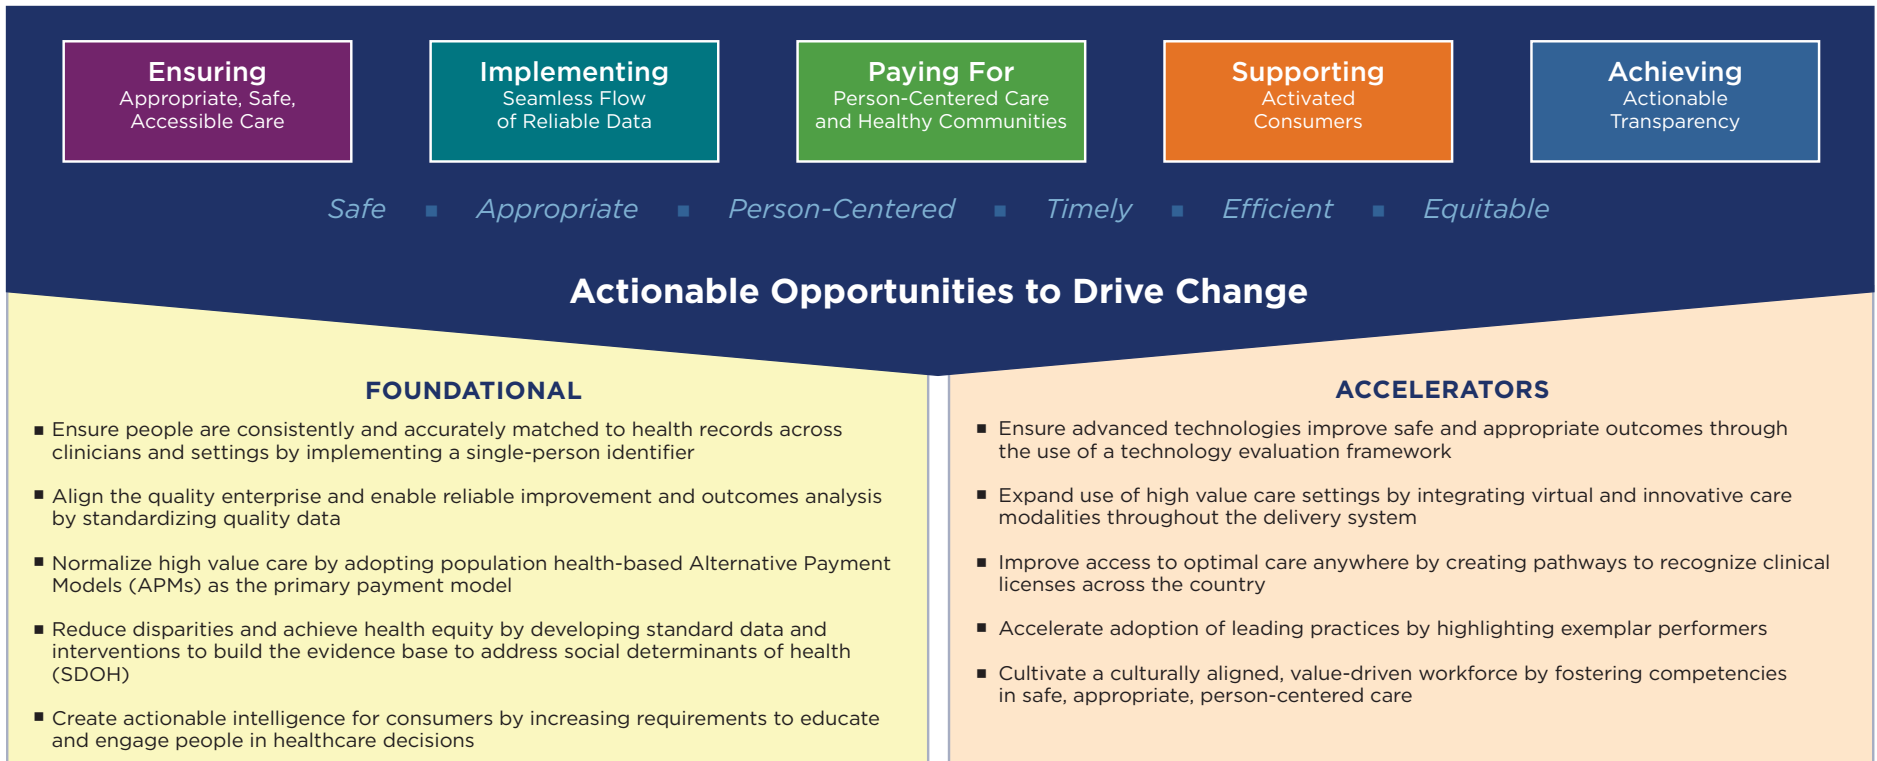 Ensuring
Appropriate, Safe,
Accessible Care
Implementing
Seamless Flow
of Reliable Data
Paying For
Person-Centered Care
and Healthy Communities
Supporting
Activated
Consumers
Achieving
Actionable
Transparency
Safe ▪ Appropriate ▪ Person-Centered ▪ Timely ▪ Efficient ▪ Equitable
Actionable Opportunities to Drive Change
FOUNDATIONAL
▪ Ensure people are consistently and accurately matched to health records across
clinicians and settings by implementing a single-person identifier
▪ Align the quality enterprise and enable reliable improvement and outcomes analysis
by standardizing quality data
▪ Normalize high value care by adopting population health-based Alternative Payment
Models (APMs) as the primary payment model
▪ Reduce disparities and achieve health equity by developing standard data and
interventions to build the evidence base to address social determinants of health
(SDOH)
▪ Create actionable intelligence for consumers by increasing requirements to educate
and engage people in healthcare decisions
ACCELERATORS
▪ Ensure advanced technologies improve safe and appropriate outcomes through
the use of a technology evaluation framework
▪ Expand use of high value care settings by integrating virtual and innovative care
modalities throughout the delivery system
▪ Improve access to optimal care anywhere by creating pathways to recognize clinical
licenses across the country
▪ Accelerate adoption of leading practices by highlighting exemplar performers
▪ Cultivate a culturally aligned, value-driven workforce by fostering competencies
in safe, appropriate, person-centered care